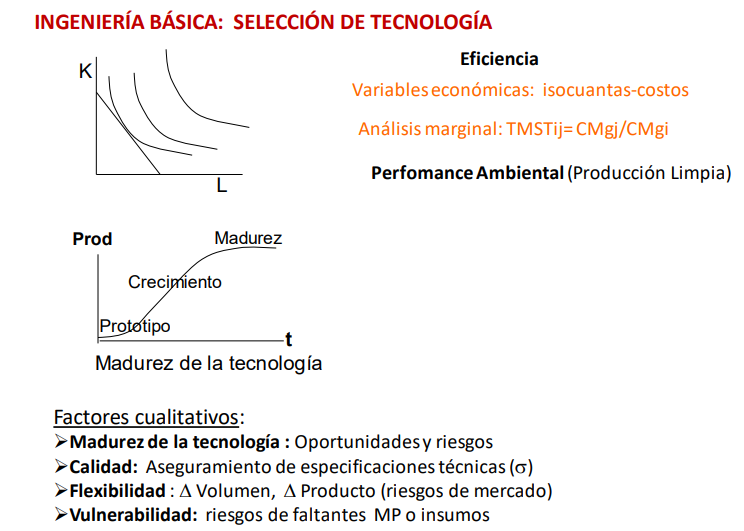 INGENIERÍA BÁSICA: SELECCIÓN DE TECNOLOGÍA
K
L
Eficiencia
Variables económicas: isocuantas-costos
Análisis marginal: TMSTij= CMgj/CMgi
Perfomance Ambiental (Producción Limpia)
Prod
Madurez
Crecimiento
Prototipo
t
Madurez de la tecnología
Factores cualitativos:
➢Madurez de la tecnología : Oportunidades y riesgos
➢Calidad: Aseguramiento de especificaciones técnicas (σ)
➢Flexibilidad : Δ Volumen, Δ Producto (riesgos de mercado)
➢Vulnerabilidad: riesgos de faltantes MP o insumos